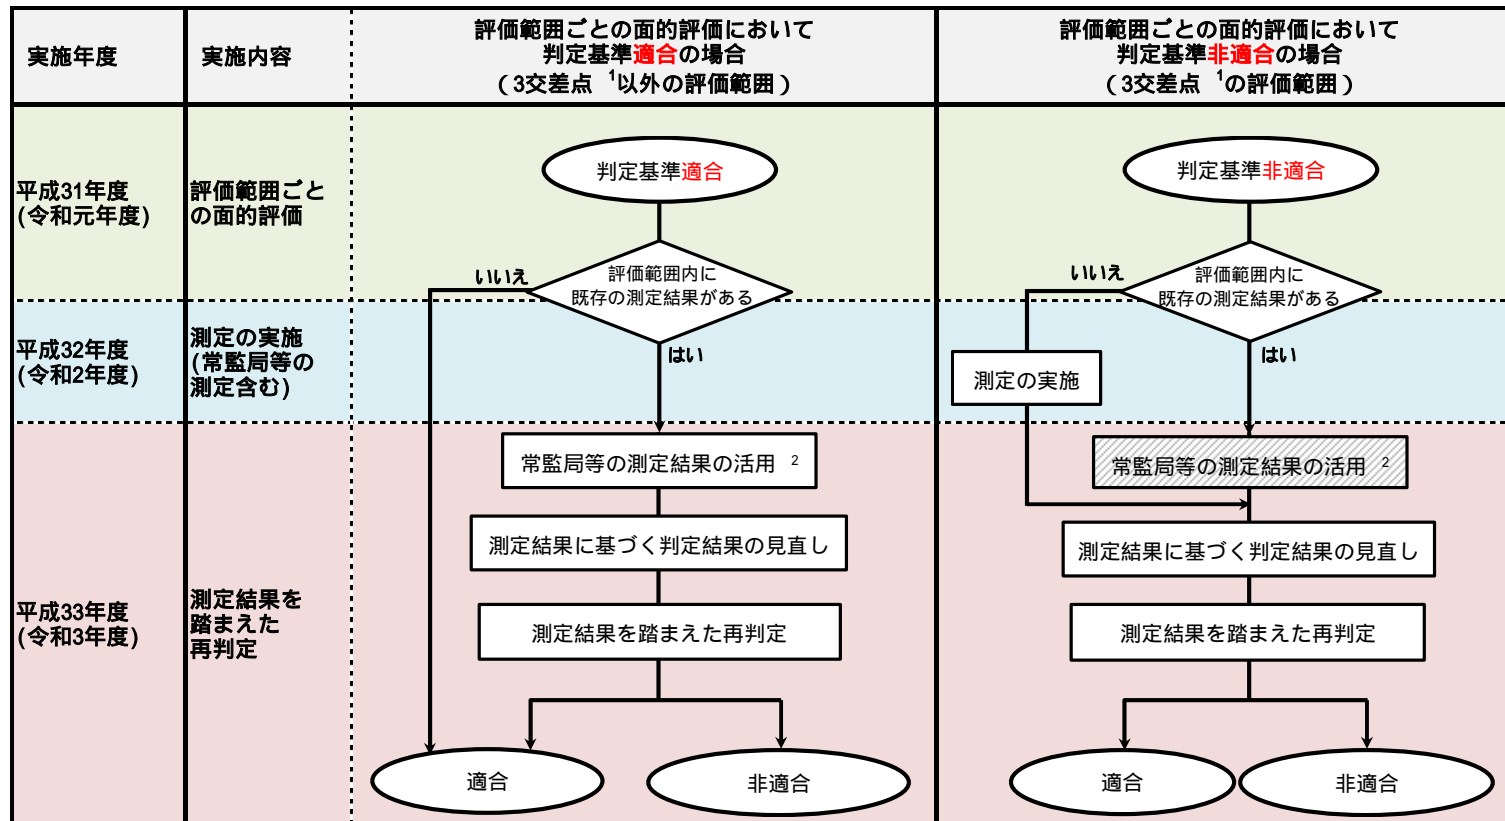 実施年度
実施内容
評価範囲ごとの面的評価において
判定基準適合の場合
(3交差点 1以外の評価範囲)
評価範囲ごとの面的評価において
判定基準非適合の場合
(3交差点 1の評価範囲)
平成31年度
(令和元年度)
評価範囲ごと
の面的評価
判定基準適合
評価範囲内に
既存の測定結果がある
いいえ
はい
判定基準非適合
評価範囲内に
既存の測定結果がある
いいえ
はい
平成32年度
(令和2年度)
測定の実施
(常監局等の
測定含む)
測定の実施
平成33年度
(令和3年度)
測定結果を
踏まえた
再判定
常監局等の測定結果の活用 2
測定結果に基づく判定結果の見直し
測定結果を踏まえた再判定
適合
非適合
常監局等の測定結果の活用 2
測定結果に基づく判定結果の見直し
測定結果を踏まえた再判定
適合
非適合